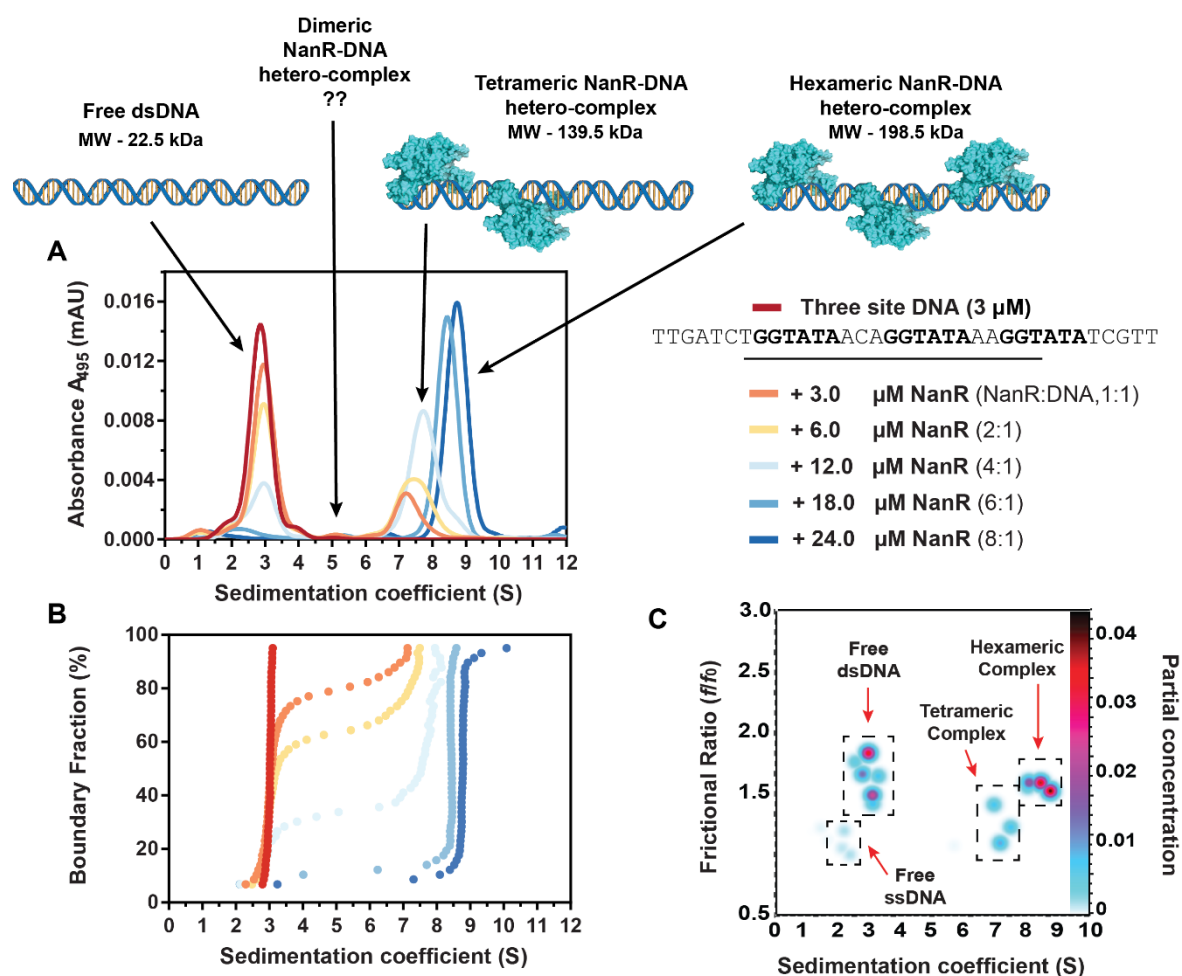 Free dsDNA
MW - 22.5 kDa
Dimeric
NanR-DNA
hetero-complex
??
Tetrameric NanR-DNA
hetero-complex
MW - 139.5 kDa
Hexameric NanR-DNA
hetero-complex
MW - 198.5 kDa
A
Absorbance A495 (mAU)
0.016
0.012
0.008
0.004
0.000
0 1 2 3 4 5 6 7 8 9 10 11 12
Sedimentation coefficient (S)
Three site DNA (3 µM)
TTGATCTGGTATAACAGGTATAAAGGTATATCGTT
+ 3.0 µM NanR (NanR:DNA,1:1)
+ 6.0 µM NanR (2:1)
+ 12.0 µM NanR (4:1)
+ 18.0 µM NanR (6:1)
+ 24.0 µM NanR (8:1)
B
Boundary Fraction (%)
100
80
60
40
20
0
0 1 2 3 4 5 6 7 8 9 10 11 12
Sedimentation coefficient (S)
C
Frictional Ratio (f/f0)
3.0
2.5
2.0
1.5
1.0
0.5
Free
dsDNA
Hexameric
Complex
Tetrameric
Complex
Free
ssDNA
0 1 2 3 4 5 6 7 8 9 10
Sedimentation coefficient (S)
0.04
0.03
0.02
0.01
0
Partial concentration